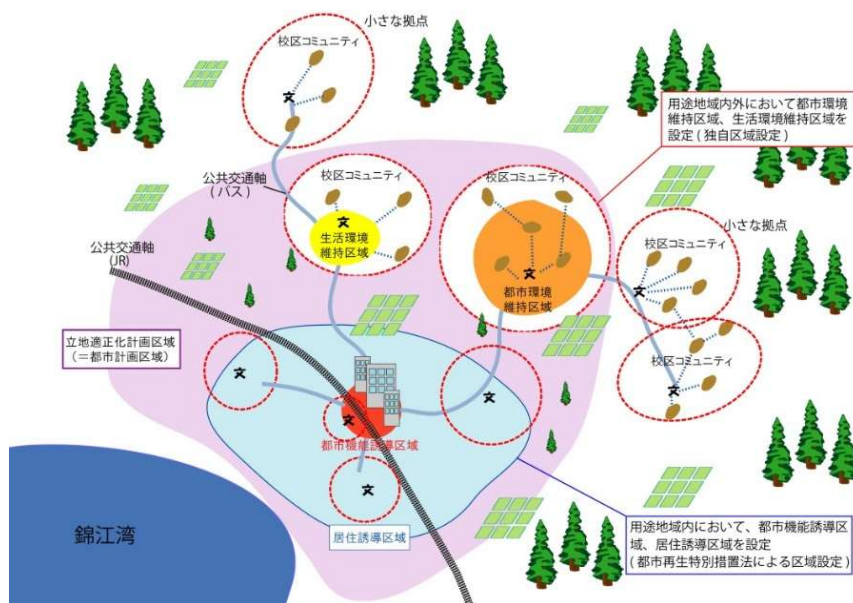 小さな拠点
校区コミュニティ
用途地域内外において都市環境
維持区域、生活環境維持区域を
設定(独自区域設定)
公共交通軸
(バス)
校区コミュニティ
校区コミュニティ
文
文
生活環境
維持区域
文
都市環境
維持区域
小さな拠点
校区コミュニティ
文
公共交通軸
(JR)
立地適正化計画区域
(=都市計画区域)
校区コミュニティ
文
文
文
文
都市機能誘導区域
文
居住誘導区域
錦江湾
用途地域内において、都市機能誘導区
域、居住誘導区域を設定
(都市再生特別措置法による区域設定)